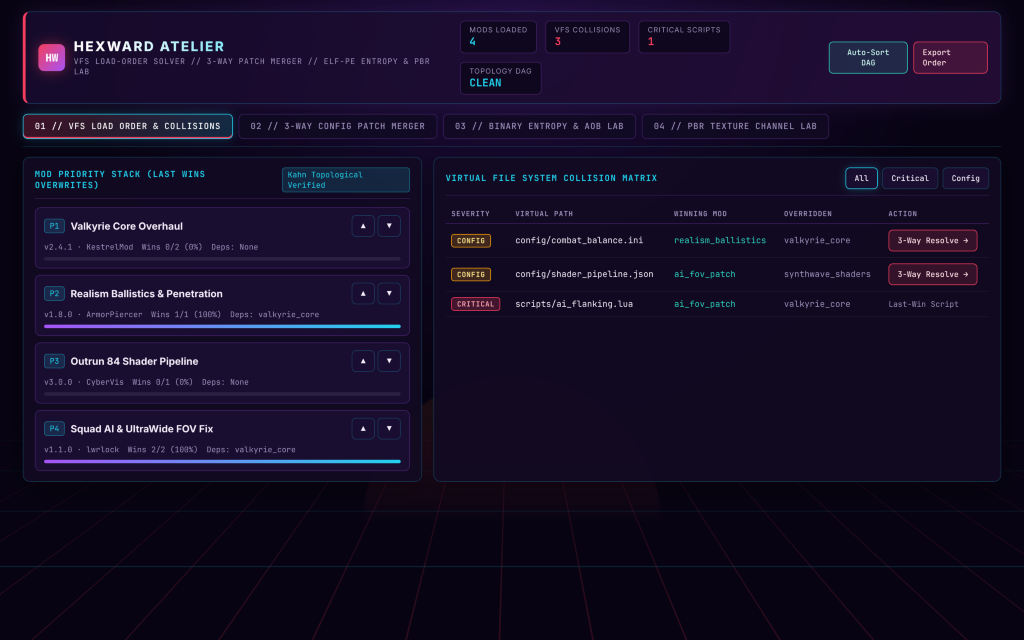 HW
HEXWARD ATELIER
VFS LOAD-ORDER SOLVER // 3-WAY PATCH MERGER // ELF-PE ENTROPY & PBR
LAB
MODS LOADED
4
VFS COLLISIONS
3
CRITICAL SCRIPTS
1
TOPOLOGY DAG
CLEAN
Auto-Sort
DAG
Export
Order
01 // VFS LOAD ORDER & COLLISIONS
02 // 3-WAY CONFIG PATCH MERGER
03 // BINARY ENTROPY & AOB LAB
04 // PBR TEXTURE CHANNEL LAB
MOD PRIORITY STACK (LAST WINS
OVERWRITES)
Kahn Topological
Verified
P1 Valkyrie Core Overhaul ▲ ▼
v2.4.1 · KestrelMod Wins 0/2 (0%) Deps: None
P2 Realism Ballistics & Penetration ▲ ▼
v1.8.0 · ArmorPiercer Wins 1/1 (100%) Deps: valkyrie_core
P3 Outrun 84 Shader Pipeline ▲ ▼
v3.0.0 · CyberVis Wins 0/1 (0%) Deps: None
P4 Squad AI & UltraWide FOV Fix ▲ ▼
v1.1.0 · lwrlock Wins 2/2 (100%) Deps: valkyrie_core
VIRTUAL FILE SYSTEM COLLISION MATRIX
All Critical Config
SEVERITY VIRTUAL PATH WINNING MOD OVERRIDDEN ACTION
CONFIG config/combat_balance.ini realism_ballistics valkyrie_core 3-Way Resolve →
CONFIG config/shader_pipeline.json ai_fov_patch synthwave_shaders 3-Way Resolve →
CRITICAL scripts/ai_flanking.lua ai_fov_patch valkyrie_core Last-Win Script